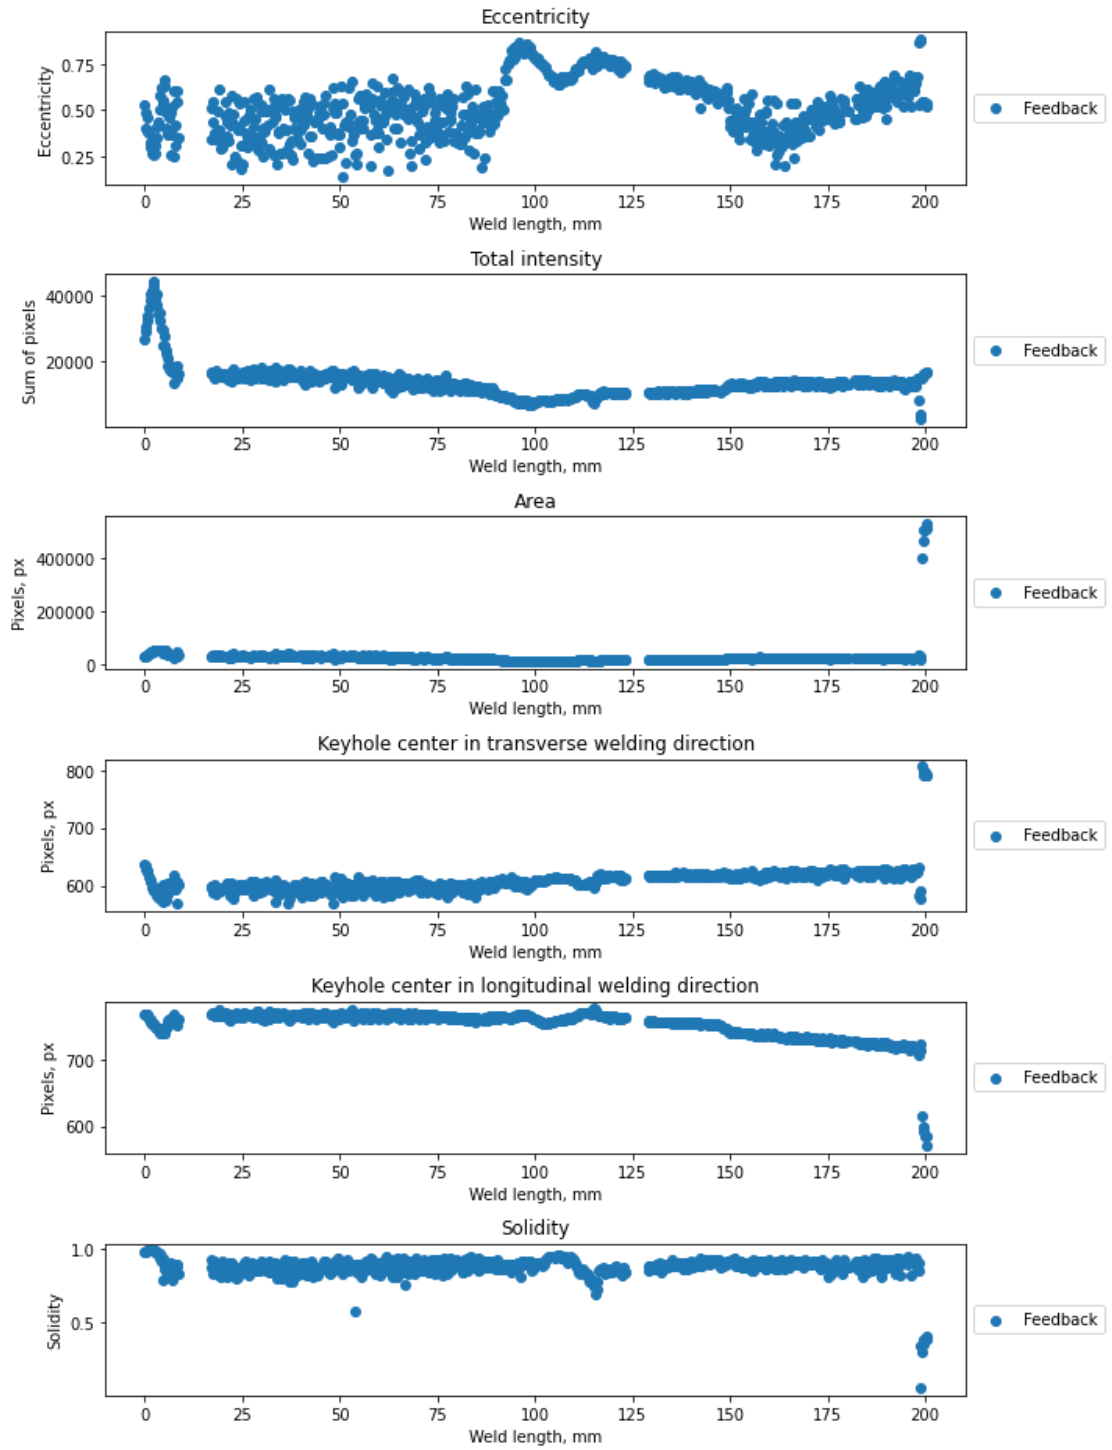 Eccentricity
Eccentricity
0.75
0.50
0.25
0 25 50 75 100 125 150 175 200
Weld length, mm
Feedback
Total intensity
Sum of pixels
40000
20000
0 25 50 75 100 125 150 175 200
Weld length, mm
Feedback
Area
Pixels, px
400000
200000
0
0 25 50 75 100 125 150 175 200
Weld length, mm
Feedback
Keyhole center in transverse welding direction
Pixels, px
800
700
600
0 25 50 75 100 125 150 175 200
Weld length, mm
Feedback
Keyhole center in longitudinal welding direction
Pixels, px
700
600
0 25 50 75 100 125 150 175 200
Weld length, mm
Feedback
Solidity
Solidity
1.0
0.5
0 25 50 75 100 125 150 175 200
Weld length, mm
Feedback